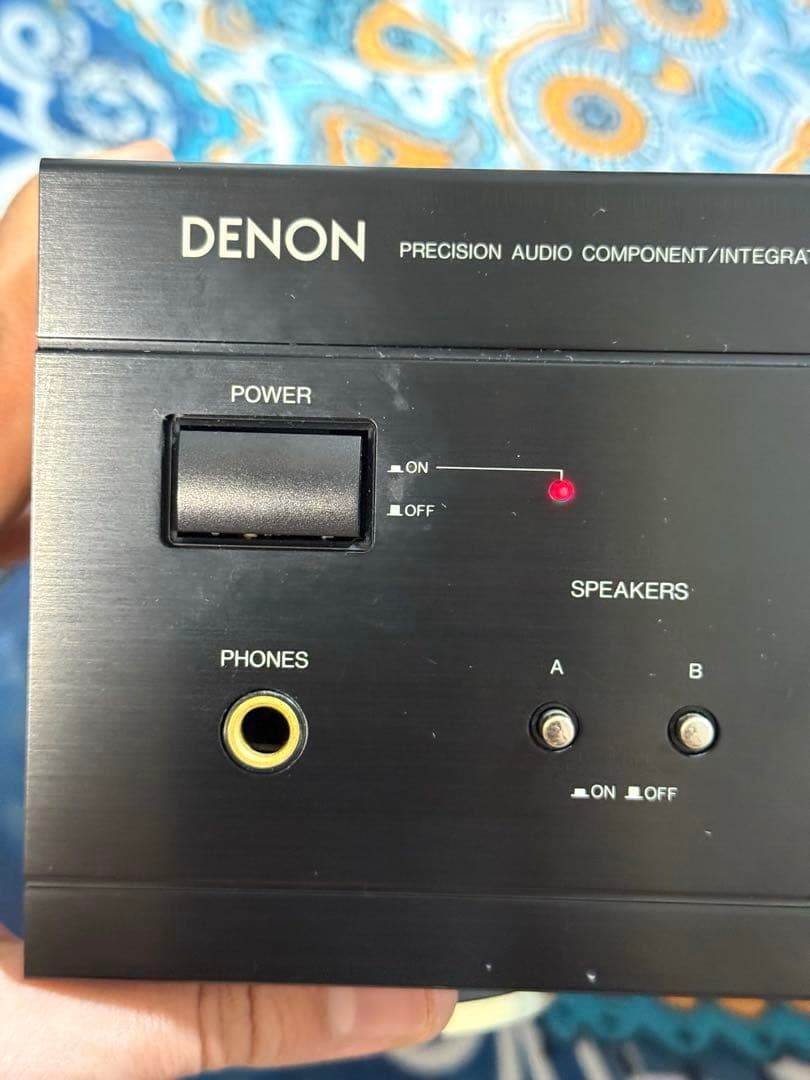 DENON PRECISION AUDIO COMPONENT/INTEGRAT
POWER
ON
OFF
SPEAKERS
PHONES
A B
ON OFF